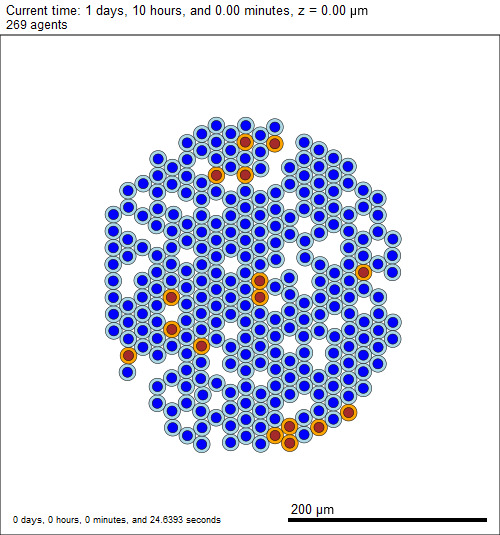 Current time: 1 days, 10 hours, and 0.00 minutes, z = 0.00 μm
269 agents
200 μm
0 days, 0 hours, 0 minutes, and 24.6393 seconds